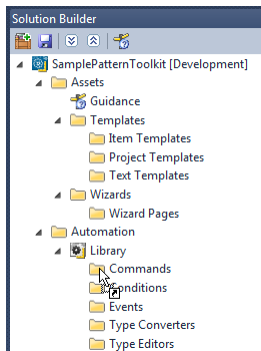 Solution Builder
SamplePatternToolkit [Development]
Assets
Guidance
Templates
Item Templates
Project Templates
Text Templates
Wizards
Wizard Pages
Automation
Library
Commands
Conditions
Events
Type Converters
Type Editors